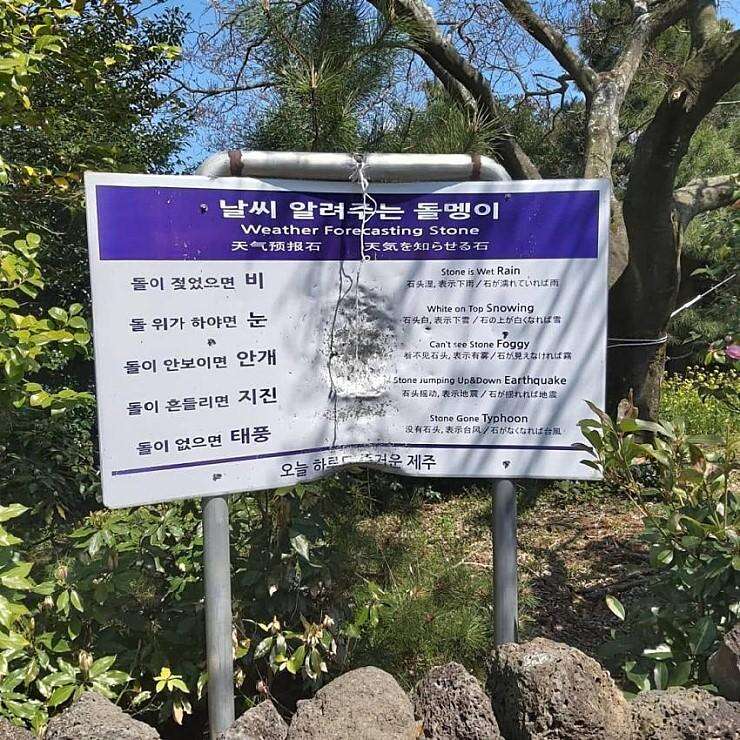 날씨 알려주는 돌멩이
Weather Forecasting Stone
天气预报石 天気を知らせる石
돌이 젖었으면 비
돌 위가 하야면 눈
돌이 안보이면 안개
돌이 흔들리면 지진
돌이 없으면 태풍
Stone is Wet Rain
石头湿, 表示下雨 / 石が濡れていれば雨
White on Top Snowing
石头白, 表示下雪 / 石の上が白くなれば雪
Can't see Stone Foggy
看不见石头, 表示有雾 / 石が見えなければ霧
Stone Jumping Up&Down Earthquake
石头摇动, 表示地震 / 石が揺れれば地震
Stone Gone Typhoon
没有石头, 表示台风 / 石がなくなれば台風
오늘 하루도 즐거운 제주